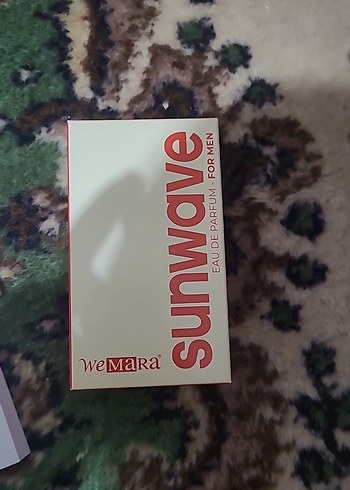 sunwave
EAU DE PARFUM - FOR MEN
WeMaRa®